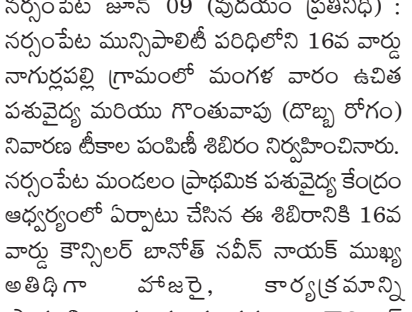 నర్సంపేట జూన్ 09 (వుదయం ప్రతినిధి) :
నర్సంపేట మున్సిపాలిటీ పరిధిలోని 16వ వార్డు
నాగుర్లపల్లి గ్రామంలో మంగళ వారం ఉచిత
పశువైద్య మరియు గొంతువాపు (దొబ్బ రోగం)
నివారణ టీకాల పంపిణీ శిబిరం నిర్వహించినారు.
నర్సంపేట మండలం ప్రాథమిక పశువైద్య కేంద్రం
ఆధ్వర్యంలో ఏర్పాటు చేసిన ఈ శిబిరానికి 16వ
వార్డు కౌన్సిలర్ బానోత్ నవీన్ నాయక్ ముఖ్య
అతిథి గా హాజరై, కార్యక్రమాన్ని